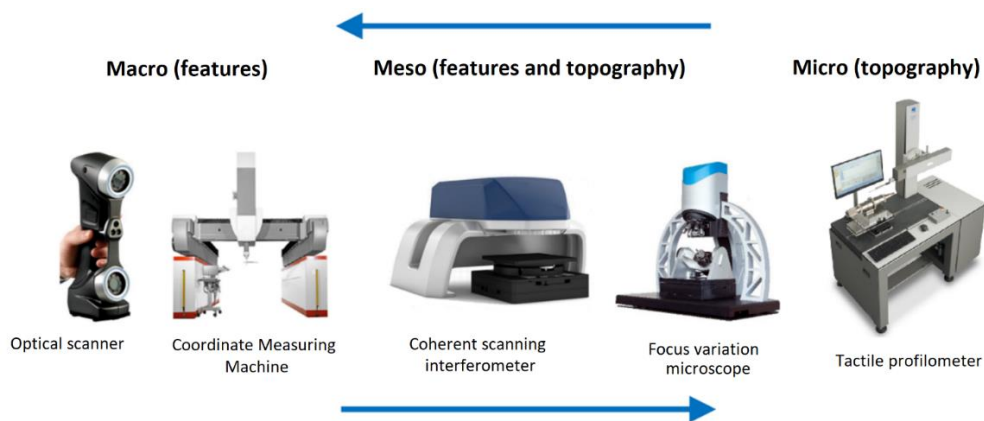 Macro (features)
Meso (features and topography)
Micro (topography)
Optical scanner
Coordinate Measuring
Machine
Coherent scanning
interferometer
Focus variation
microscope
Tactile profilometer